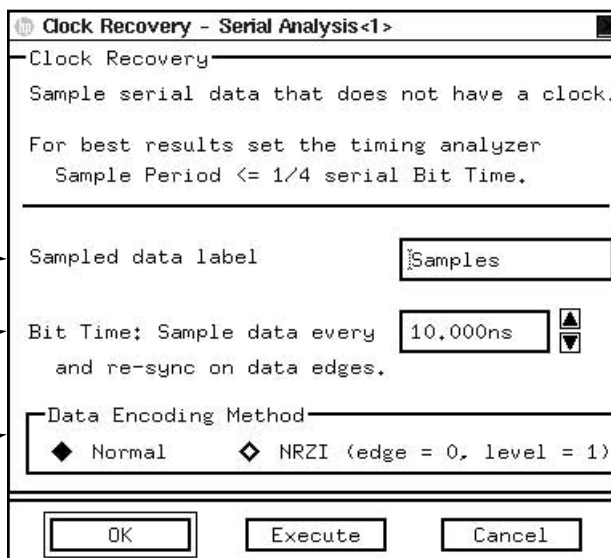 hp Clock Recovery - Serial Analysis<1>
Clock Recovery
Sample serial data that does not have a clock.
For best results set the timing analyzer
Sample Period <= 1/4 serial Bit Time.
Sampled data label Samples
Bit Time: Sample data every 10.000ns
and re-sync on data edges.
Data Encoding Method
Normal NRZI (edge = 0, level = 1)
OK Execute Cancel